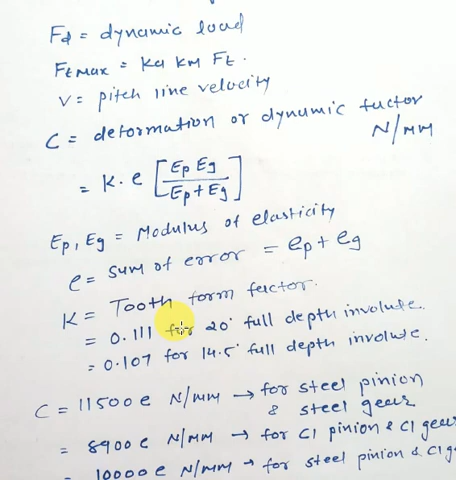 Fd = dynamic load
Ft max = Ka Km Ft.
V = pitch line velocity
C = deformation or dynamic factor
N/mm
= K.e [Ep Eg / Ep + Eg]
Ep, Eg = Modulus of elasticity
e = sum of error = ep + eg
K = Tooth form factor.
= 0.111 for 20° full depth involute.
= 0.107 for 14.5° full depth involute.
C = 11500 e N/mm → for steel pinion
& steel gear
= 8900 e N/mm → for CI pinion & CI gear
= 10000 e N/mm → for steel pinion & CI g